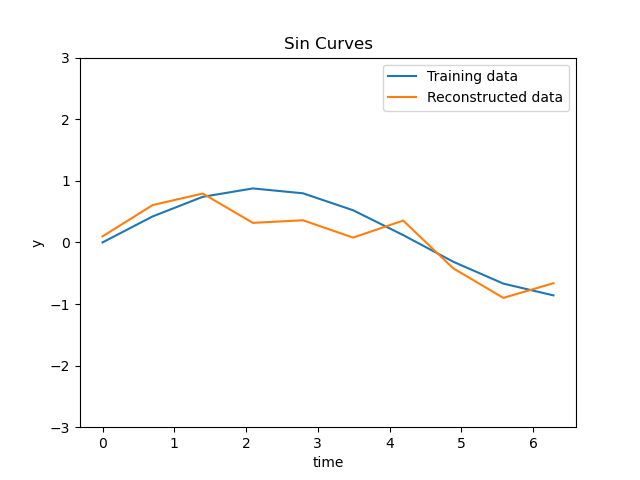 Sin Curves
Training data
Reconstructed data
y
3
2
1
0
−1
−2
−3
0 1 2 3 4 5 6
time